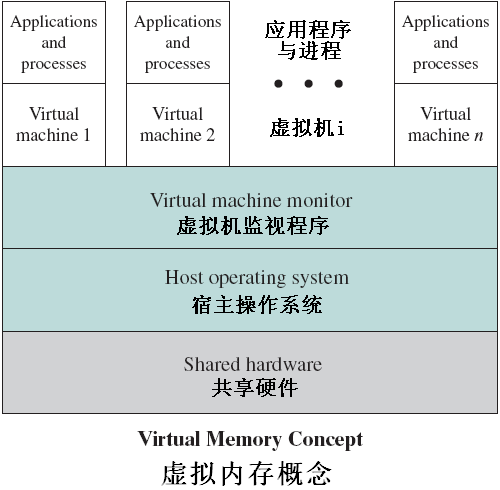 Applications
and
processes
Applications
and
processes
应用程序
与进程
• • •
Applications
and
processes
Virtual
machine 1
Virtual
machine 2
虚拟机i
Virtual
machine n
Virtual machine monitor
虚拟机监视程序
Host operating system
宿主操作系统
Shared hardware
共享硬件
Virtual Memory Concept
虚拟内存概念